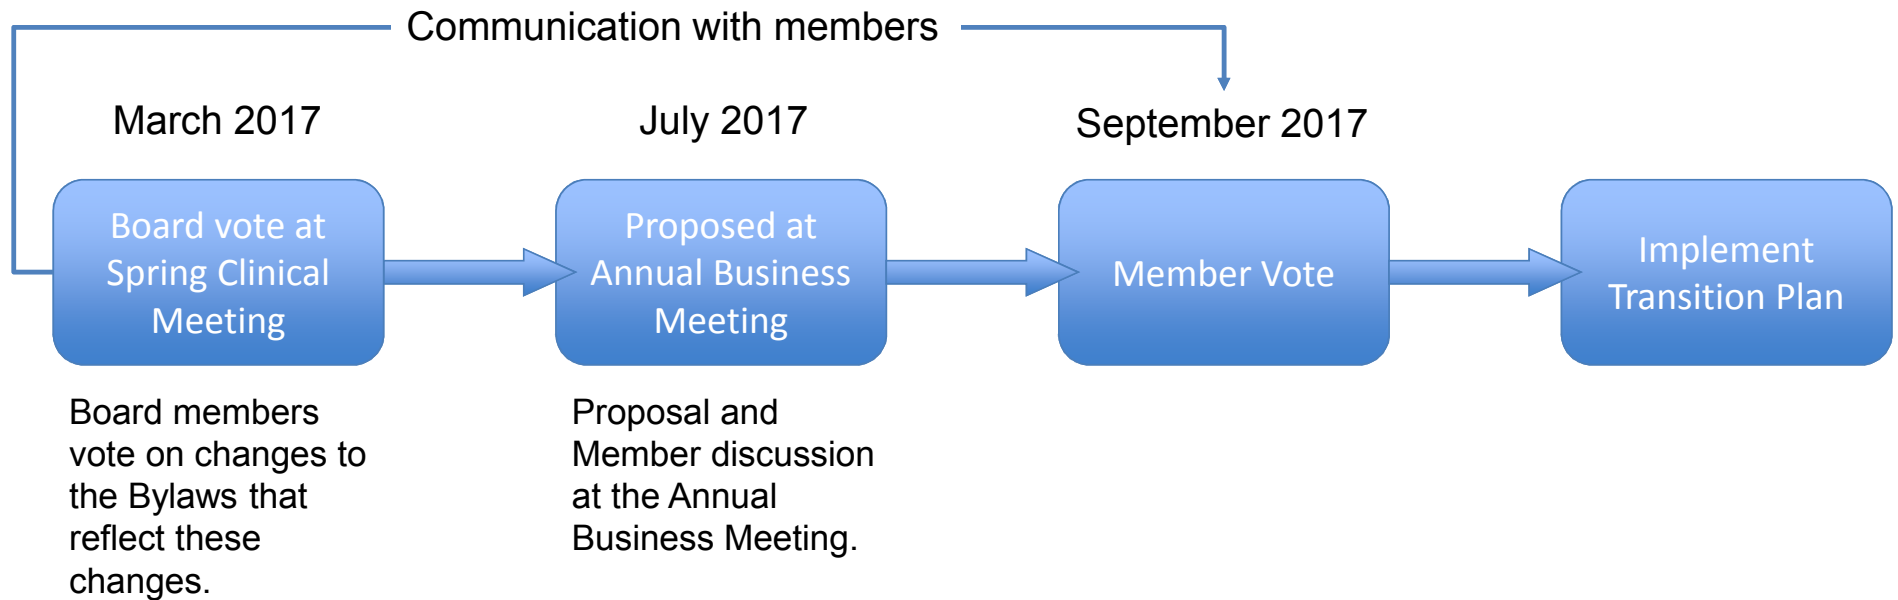 Communication with members
March 2017
July 2017
September 2017
Board vote at
Spring Clinical
Meeting
Proposed at
Annual Business
Meeting
Member Vote
Implement
Transition Plan
Board members
vote on changes to
the Bylaws that
reflect these
changes.
Proposal and
Member discussion
at the Annual
Business Meeting.